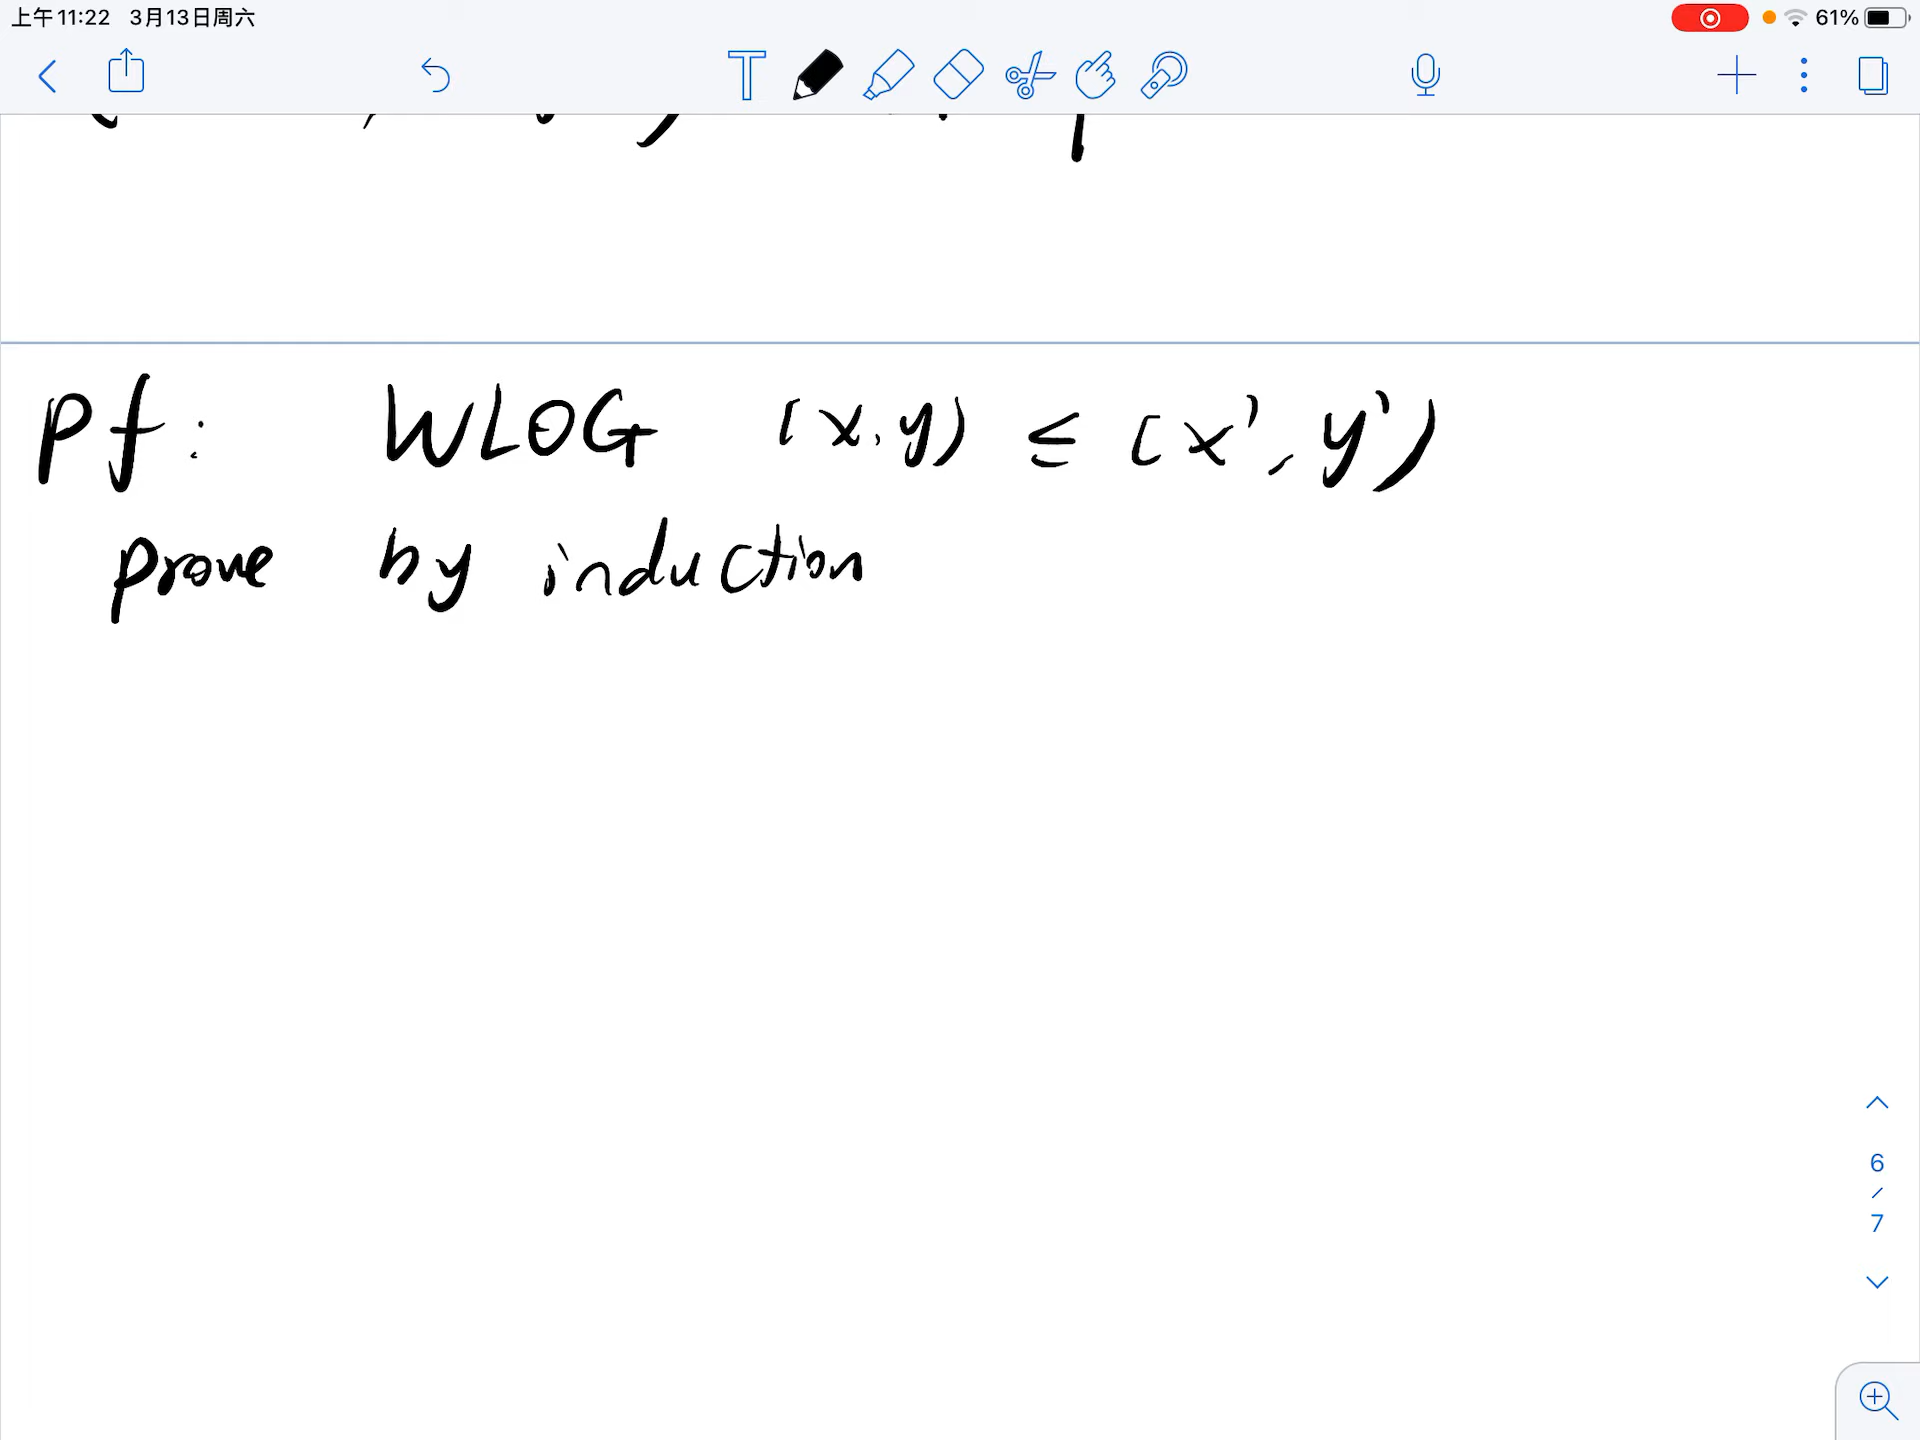 上午11:22 3月13日周六 61%
T
Pf: WLOG (x,y) ≤ (x',y')
prove by induction
6
/
7